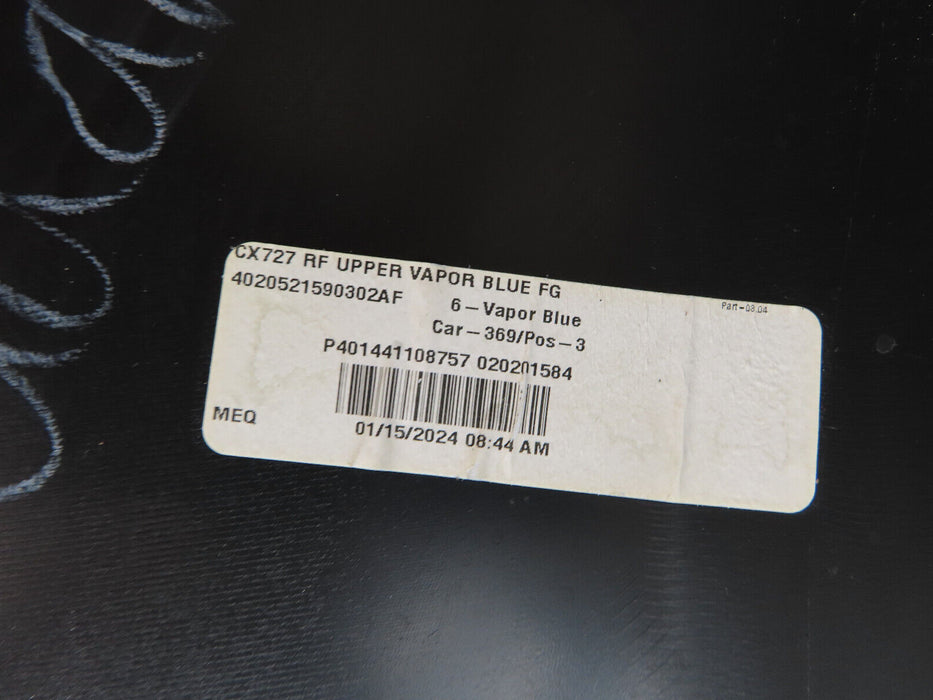 CX727 RF UPPER VAPOR BLUE FG
4020521590302AF
6-Vapor Blue
Part-03.04
Car-369/Pos-3
P401441108757 020201584
MEQ
01/15/2024 08:44 AM